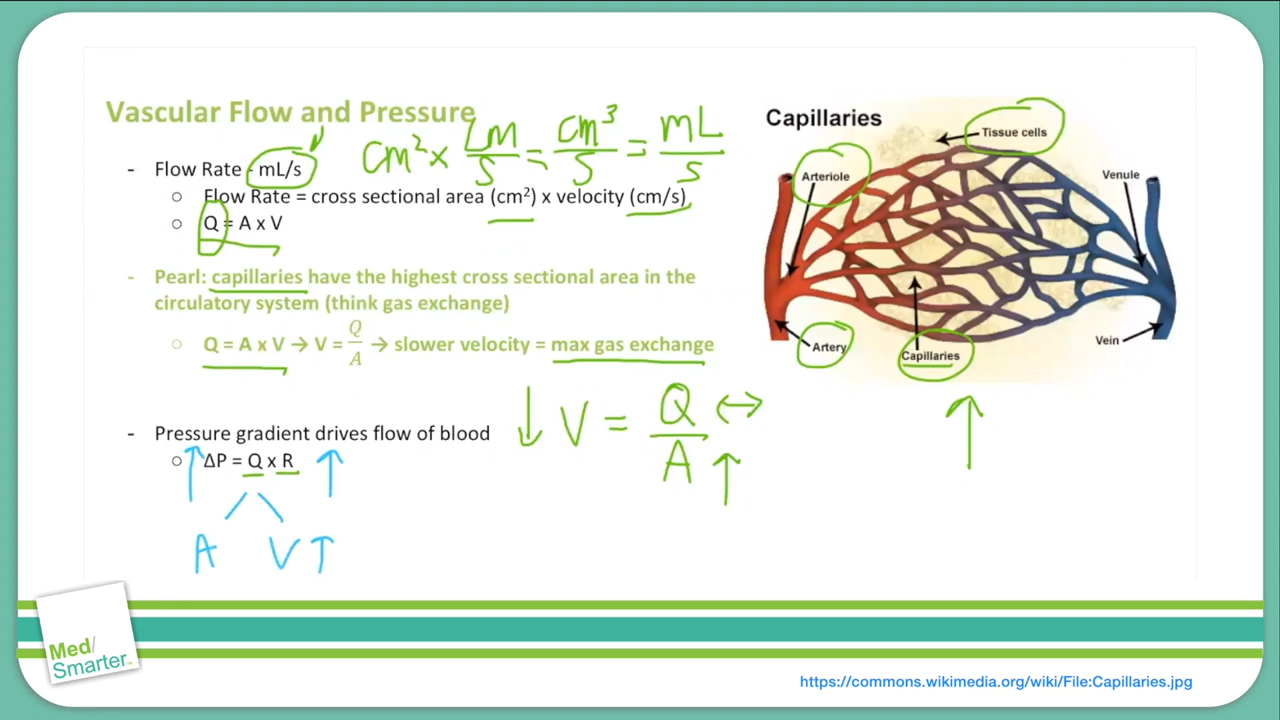 Vascular Flow and Pressure
- Flow Rate - mL/s
cm² x cm/s = cm³/s = mL/s
○ Flow Rate = cross sectional area (cm²) x velocity (cm/s)
○ Q = A x V
- Pearl: capillaries have the highest cross sectional area in the
circulatory system (think gas exchange)
○ Q = A x V → V = Q/A → slower velocity = max gas exchange
↓ V = Q ↔ / A ↑
- Pressure gradient drives flow of blood
○ ΔP = Q x R
↑ ↑
A V ↑
Capillaries
Tissue cells
Arteriole
Venule
Artery
Capillaries
Vein
↑
Med/
Smarter™
https://commons.wikimedia.org/wiki/File:Capillaries.jpg